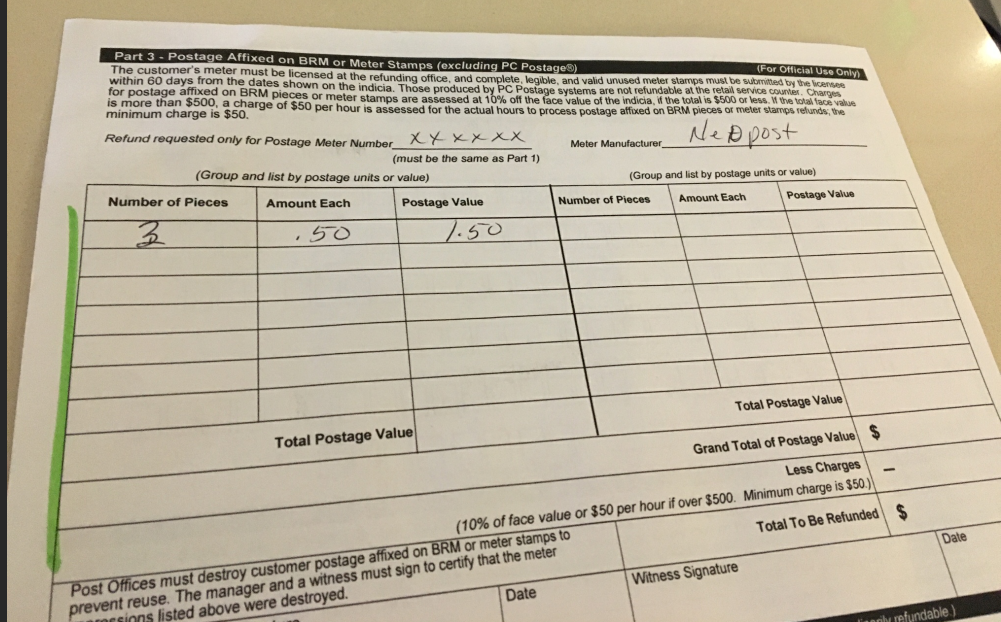 Part 3 - Postage Affixed on BRM or Meter Stamps (excluding PC Postage®) (For Official Use Only)
The customer's meter must be licensed at the refunding office, and complete, legible, and valid unused meter stamps must be submitted by the licensee
within 60 days from the dates shown on the indicia. Those produced by PC Postage systems are not refundable at the retail service counter. Charges
for postage affixed on BRM pieces or meter stamps are assessed at 10% off the face value of the indicia, if the total is $500 or less. If the total face value
is more than $500, a charge of $50 per hour is assessed for the actual hours to process postage affixed on BRM pieces or meter stamps refunds; the
minimum charge is $50.
Refund requested only for Postage Meter Number XXXXXX Meter Manufacturer Neopost
(must be the same as Part 1)
(Group and list by postage units or value) (Group and list by postage units or value)
Number of Pieces Amount Each Postage Value Number of Pieces Amount Each Postage Value
3 .50 1.50
Total Postage Value Total Postage Value
Grand Total of Postage Value $
Less Charges –
(10% of face value or $50 per hour if over $500. Minimum charge is $50.)
Total To Be Refunded $
Post Offices must destroy customer postage affixed on BRM or meter stamps to
prevent reuse. The manager and a witness must sign to certify that the meter
listed above were destroyed.
Date Witness Signature Date
refundable.)